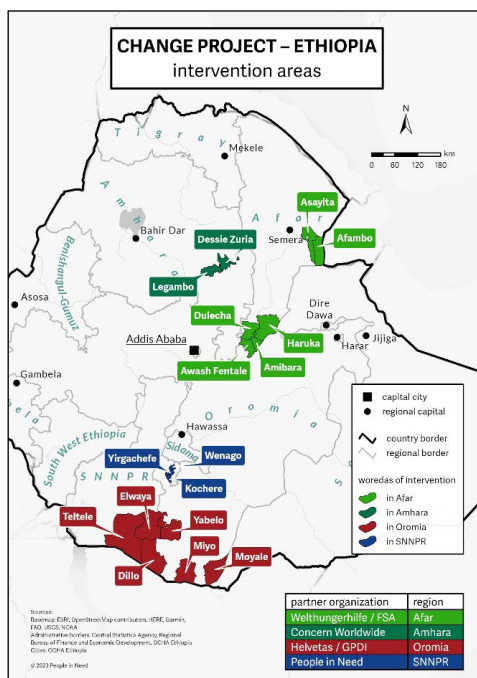 CHANGE PROJECT – ETHIOPIA
intervention areas
N
0 60 120 180 km
Tigray
Mekele
Amhara
Afar
Asayita
Semera
Afambo
Bahir Dar
Dessie Zuria
Legambo
Benishangul-Gumuz
Asosa
Dulecha
Dire
Dawa
Haruka
Harar
Jijiga
Addis Ababa
Awash Fentale
Amibara
Gambela
Oromia
South West Ethiopia
Hawassa
Sidama
SNNPR
Yirgachefe
Wenago
Kochere
Elwaya
Teltele
Yabelo
Miyo
Moyale
Dillo
capital city
regional capital
country border
regional border
woredas of intervention
in Afar
in Amhara
in Oromia
in SNNPR
partner organization region
Welthungerhilfe / FSA Afar
Concern Worldwide Amhara
Helvetas / GPDI Oromia
People in Need SNNPR
Sources:
Basemap: ESRI, OpenStreetMap contributors, HERE, Garmin,
FAO, USGS, NOAA
Administrative borders: Central Statistics Agency, Regional
Bureau of Finance and Economic Development, OCHA Ethiopia
Cities: OCHA Ethiopia
© 2023 People in Need